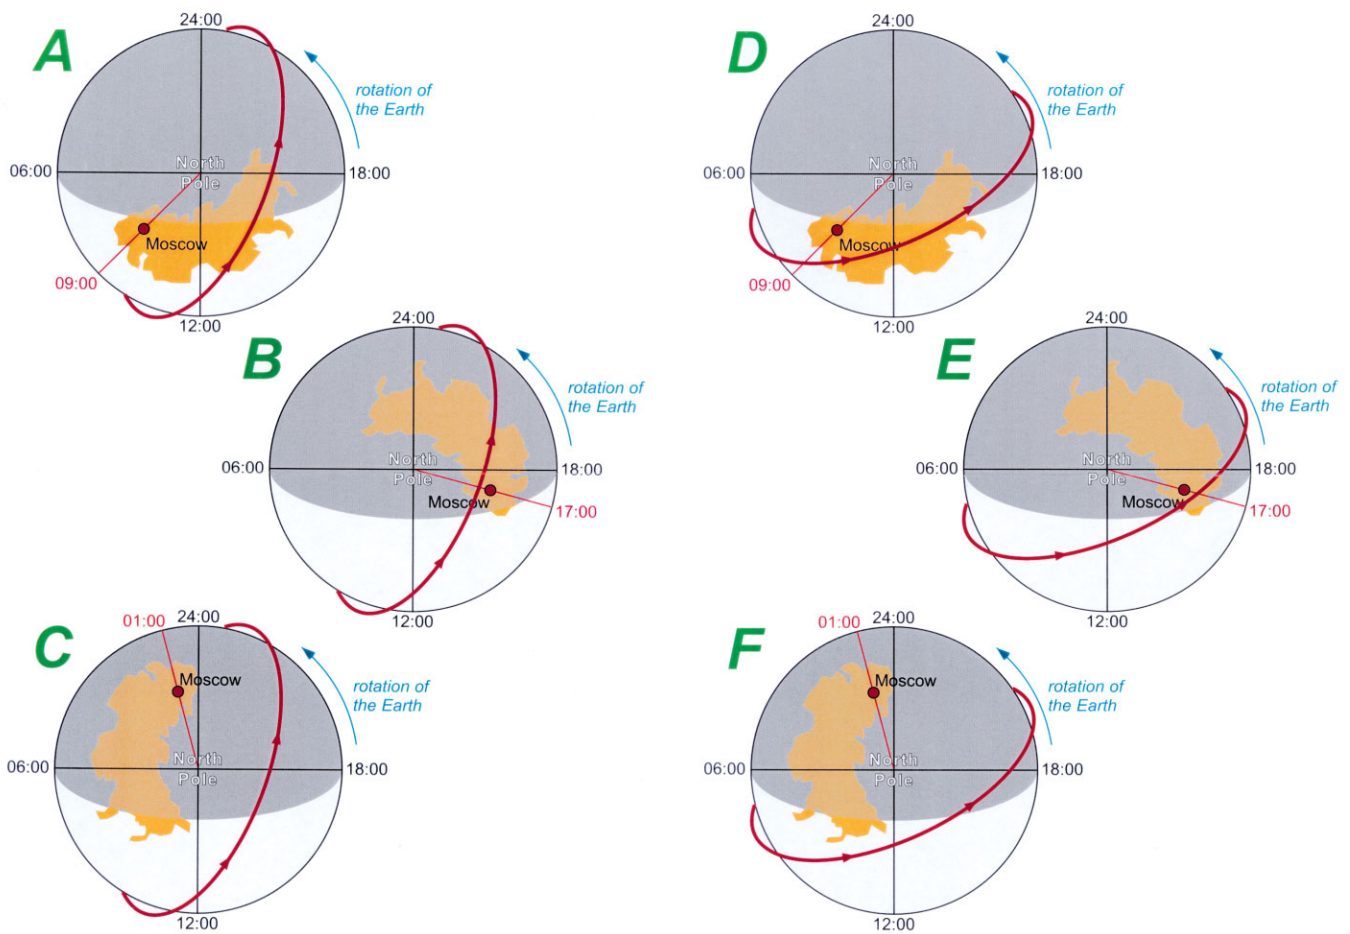 A
24:00
rotation of
the Earth
06:00
North
Pole
18:00
Moscow
09:00
12:00
D
24:00
rotation of
the Earth
06:00
North
Pole
18:00
Moscow
09:00
12:00
B
24:00
rotation of
the Earth
06:00
North
Pole
18:00
Moscow
17:00
12:00
E
24:00
rotation of
the Earth
06:00
North
Pole
18:00
Moscow
17:00
12:00
C
01:00
24:00
Moscow
rotation of
the Earth
06:00
North
Pole
18:00
12:00
F
01:00
24:00
Moscow
rotation of
the Earth
06:00
North
Pole
18:00
12:00